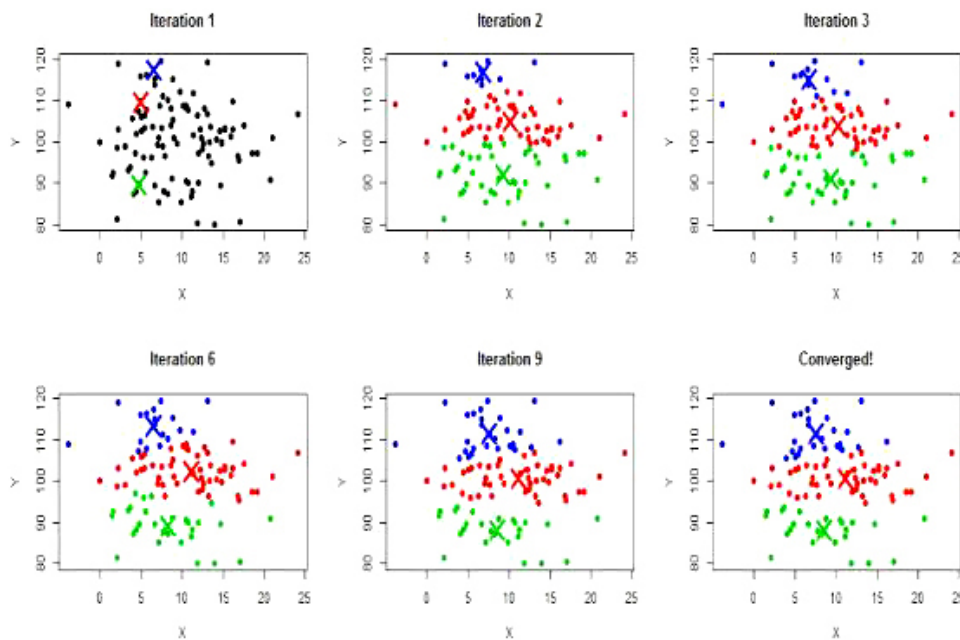 Iteration 1
Y
80 90 100 110 120
0 5 10 15 20 25
X
Iteration 2
Y
80 90 100 110 120
0 5 10 15 20 25
X
Iteration 3
Y
80 90 100 110 120
0 5 10 15 20 25
X
Iteration 6
Y
80 90 100 110 120
0 5 10 15 20 25
X
Iteration 9
Y
80 90 100 110 120
0 5 10 15 20 25
X
Converged!
Y
80 90 100 110 120
0 5 10 15 20 25
X